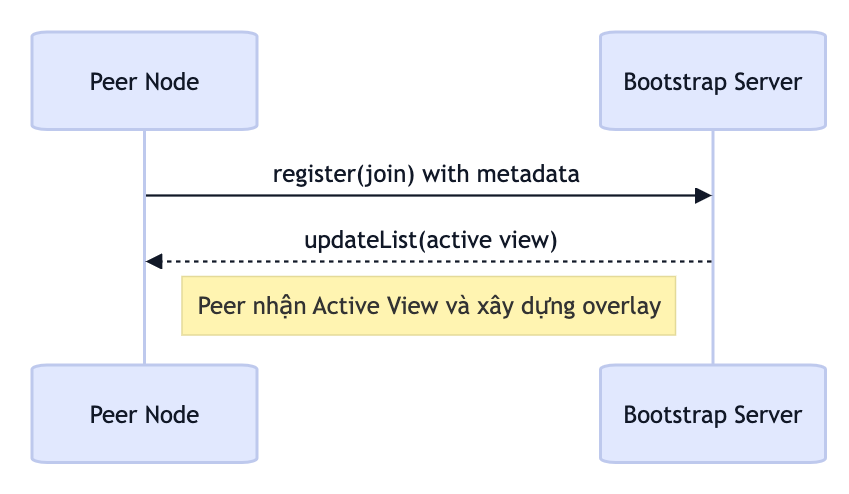 Peer Node
Bootstrap Server
register(join) with metadata
updateList(active view)
Peer nhận Active View và xây dựng overlay
Peer Node
Bootstrap Server